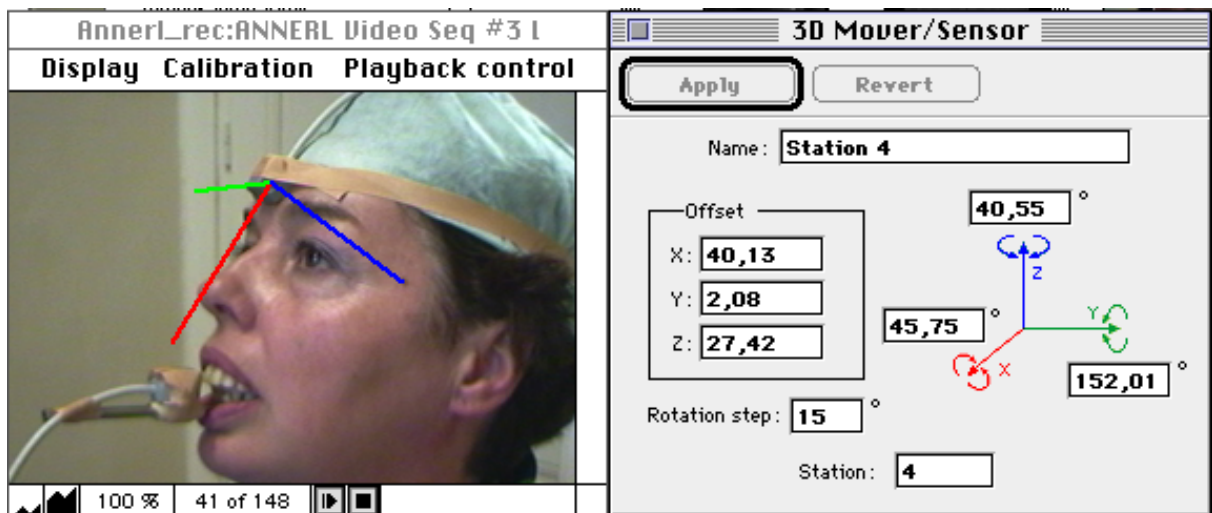 Annerl_rec:ANNERL Video Seq #3 l
Display Calibration Playback control
100 % 41 of 148
3D Mover/Sensor
Apply Revert
Name: Station 4
Offset
X: 40,13
Y: 2,08
Z: 27,42
40,55 °
Z
45,75 °
Y
X
152,01 °
Rotation step: 15 °
Station: 4